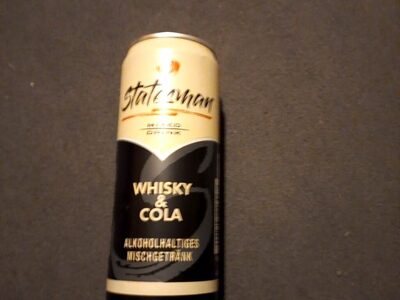 Statesman
MIXED
DRINK
WHISKY
&
COLA
ALKOHOLHALTIGES
MISCHGETRÄNK